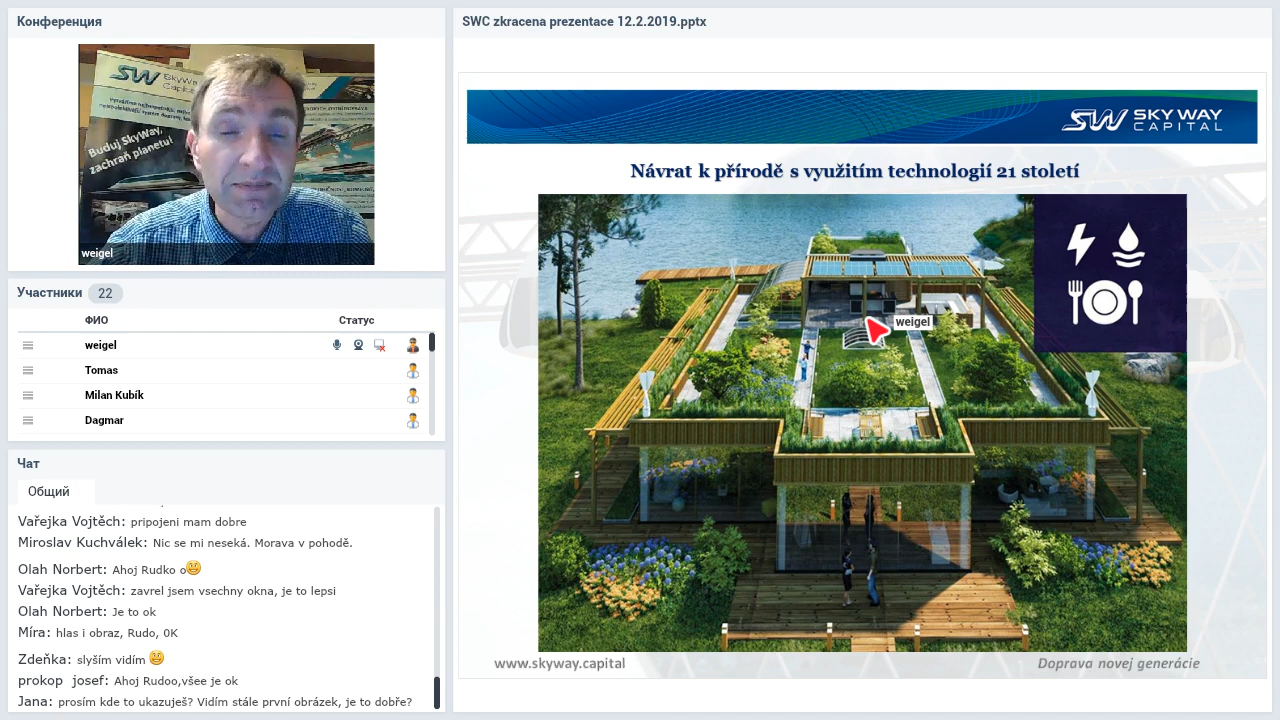 Конференция
SkyWay
Capital
Buduj SkyWay,
zachraň planetu!
weigel
Участники 22
ФИО Статус
weigel
Tomas
Milan Kubík
Dagmar
Чат
Общий
Vařejka Vojtěch: pripojeni mam dobre
Miroslav Kuchválek: Nic se mi neseká. Morava v pohodě.
Olah Norbert: Ahoj Rudko o
Vařejka Vojtěch: zavrel jsem vsechny okna, je to lepsi
Olah Norbert: Je to ok
Míra: hlas i obraz, Rudo, 0K
Zdeňka: slyším vidím
prokop josef: Ahoj Rudoo,všee je ok
Jana: prosím kde to ukazuješ? Vidím stále první obrázek, je to dobře?
SWC zkracena prezentace 12.2.2019.pptx
SW SKY WAY
CAPITAL
Návrat k přírodě s využitím technologií 21 století
weigel
www.skyway.capital
Doprava novej generácie